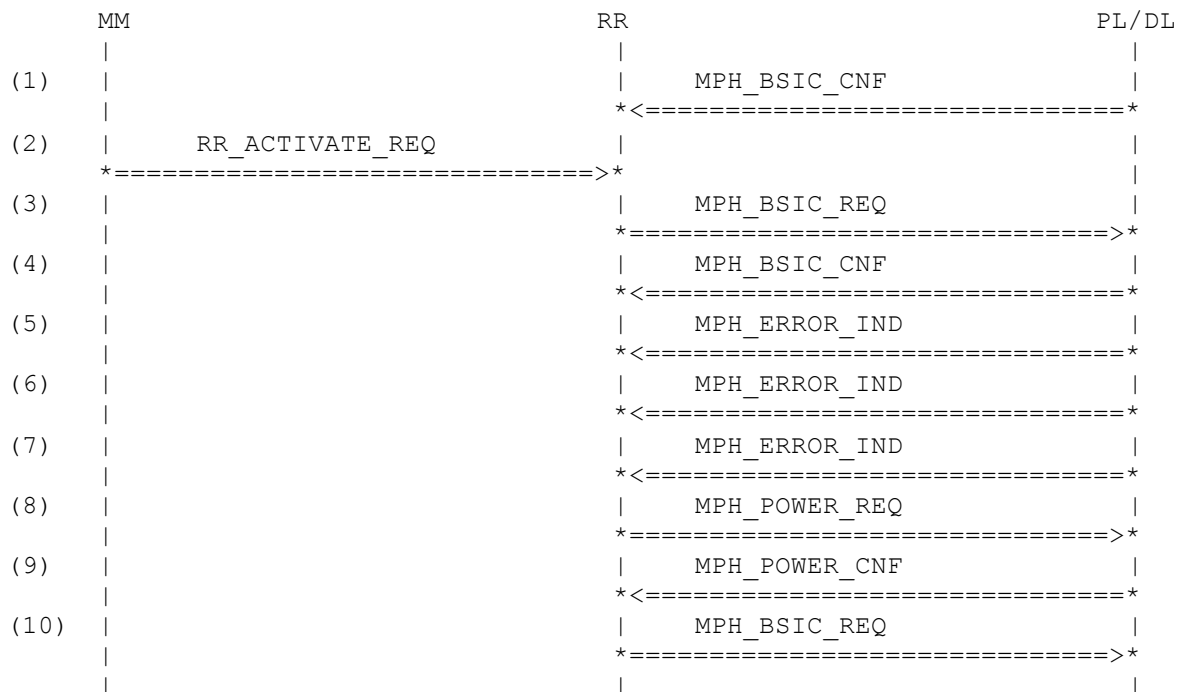 MM RR PL/DL
| | |
(1) | | MPH_BSIC_CNF |
| *<==============================*
(2) | RR_ACTIVATE_REQ | |
*==============================>* |
(3) | | MPH_BSIC_REQ |
| *==============================>*
(4) | | MPH_BSIC_CNF |
| *<==============================*
(5) | | MPH_ERROR_IND |
| *<==============================*
(6) | | MPH_ERROR_IND |
| *<==============================*
(7) | | MPH_ERROR_IND |
| *<==============================*
(8) | | MPH_POWER_REQ |
| *==============================>*
(9) | | MPH_POWER_CNF |
| *<==============================*
(10) | | MPH_BSIC_REQ |
| *==============================>*
| | |